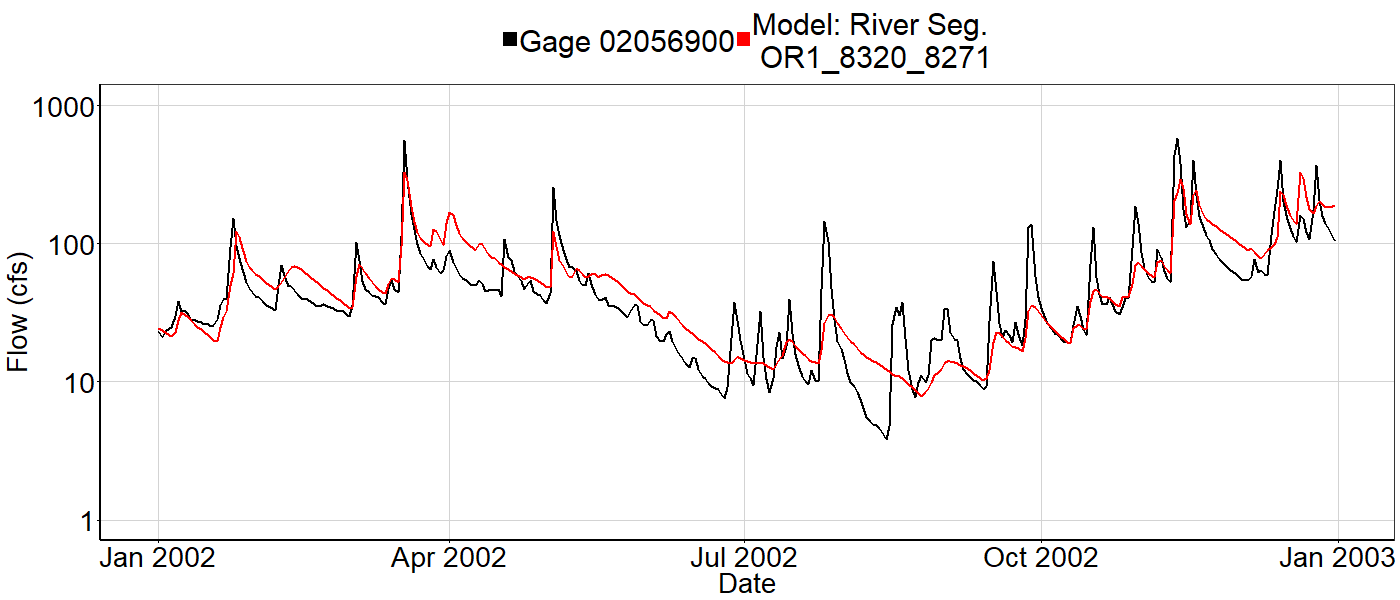 Gage 02056900
Model: River Seg.
OR1_8320_8271
Flow (cfs)
1000
100
10
1
Jan 2002
Apr 2002
Jul 2002
Oct 2002
Jan 2003
Date